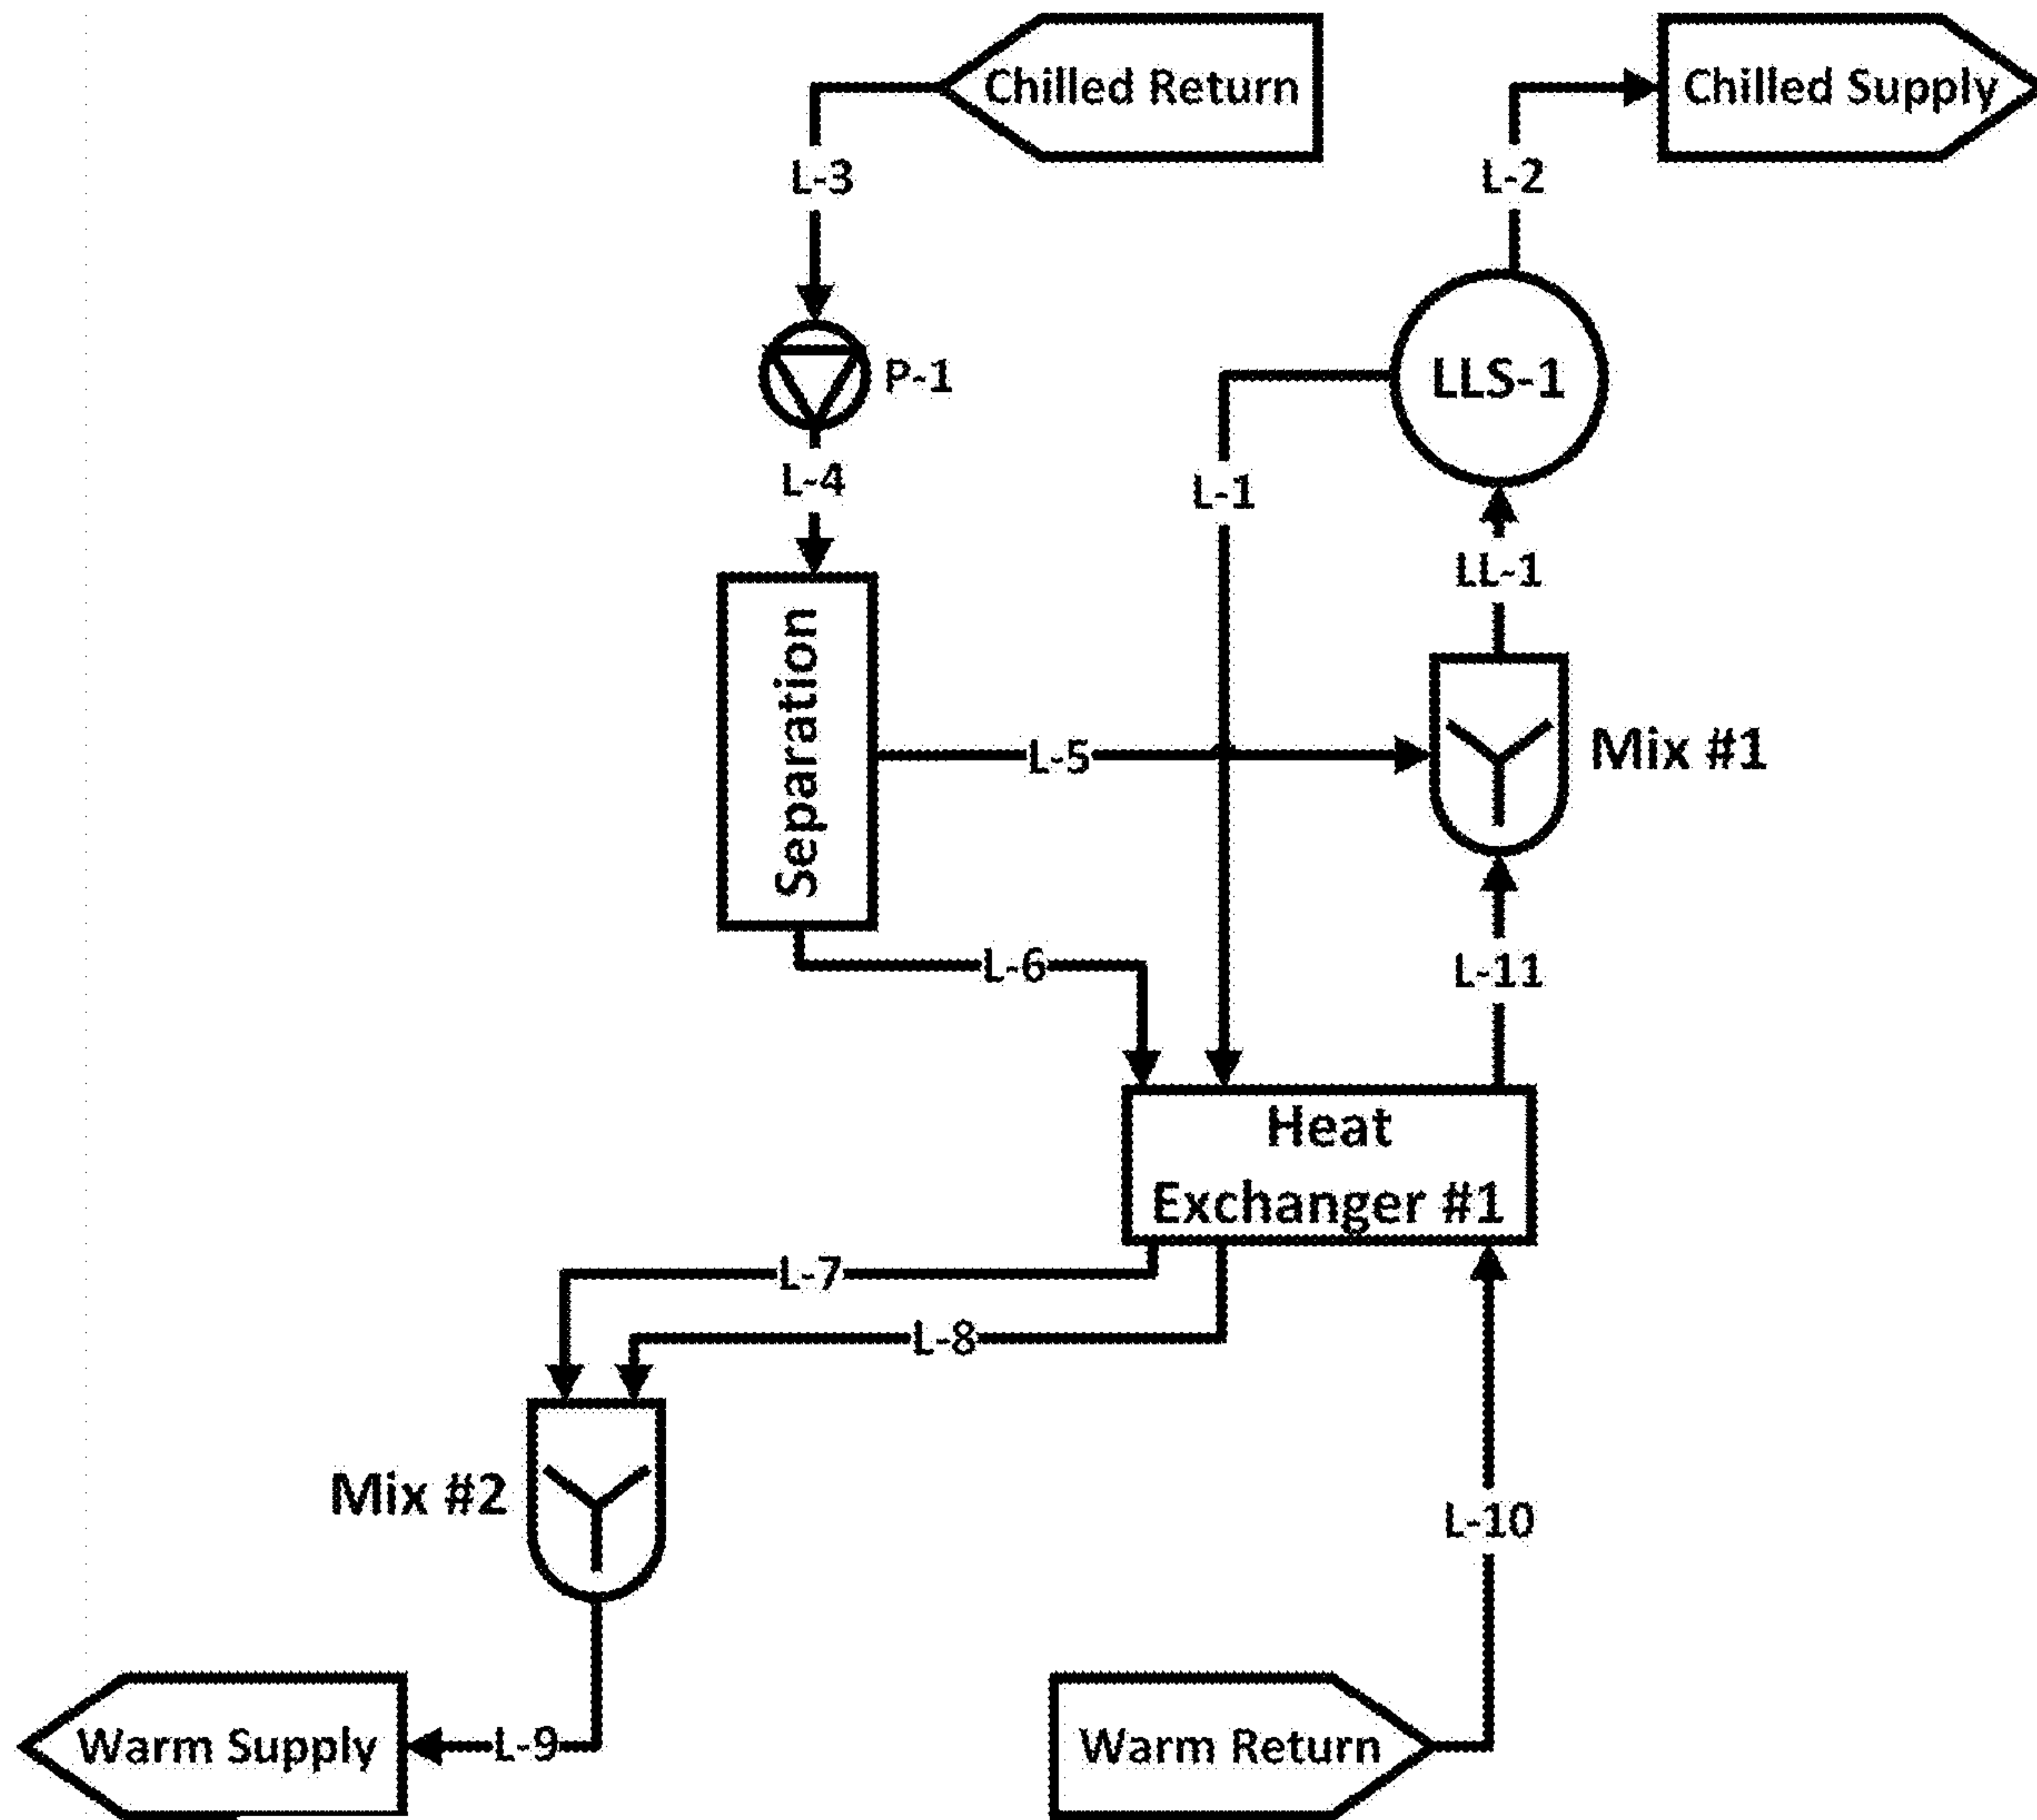 Chilled Return
Chilled Supply
L-3
L-2
P-1
LLS-1
L-4
L-1
LL-1
Separation
L-5
Mix #1
L-6
L-11
Heat
Exchanger #1
L-7
L-8
Mix #2
L-10
Warm Supply
L-9
Warm Return